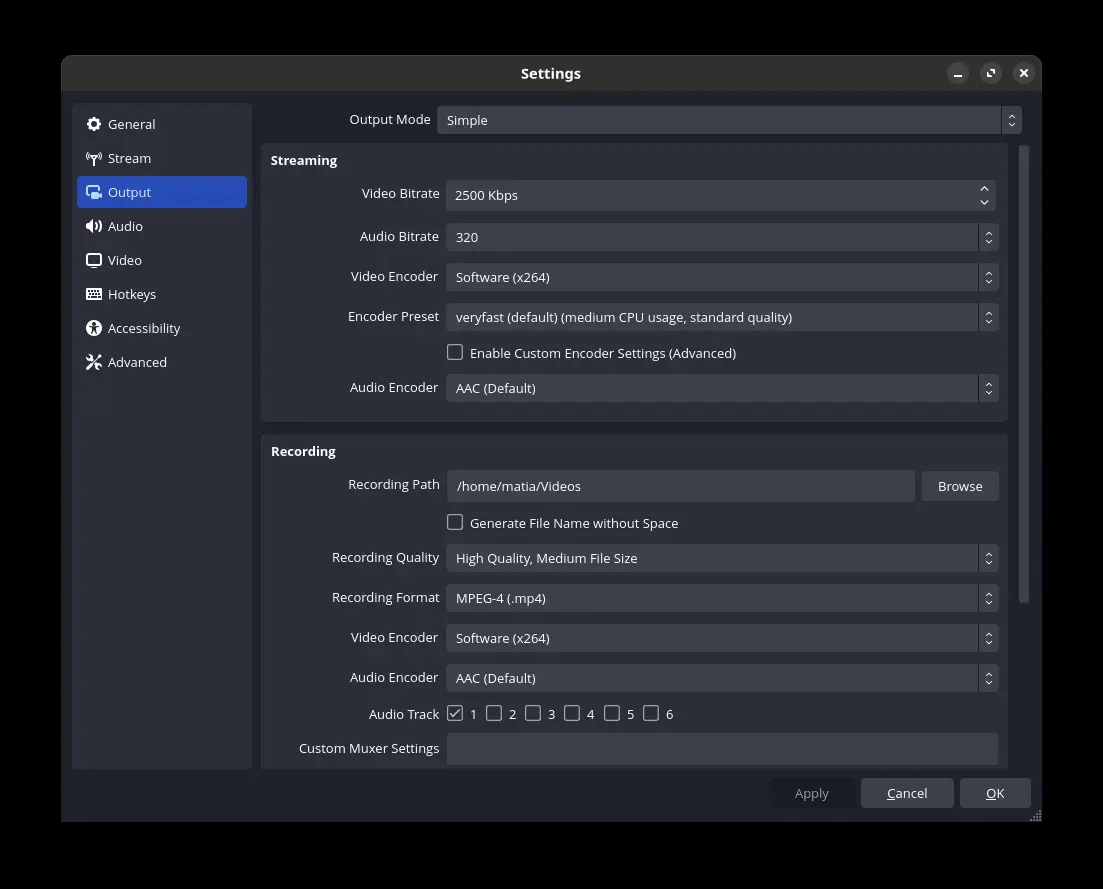 Settings
General
Stream
Output
Audio
Video
Hotkeys
Accessibility
Advanced
Output Mode Simple
Streaming
Video Bitrate 2500 Kbps
Audio Bitrate 320
Video Encoder Software (x264)
Encoder Preset veryfast (default) (medium CPU usage, standard quality)
Enable Custom Encoder Settings (Advanced)
Audio Encoder AAC (Default)
Recording
Recording Path /home/matia/Videos Browse
Generate File Name without Space
Recording Quality High Quality, Medium File Size
Recording Format MPEG-4 (.mp4)
Video Encoder Software (x264)
Audio Encoder AAC (Default)
Audio Track 1 2 3 4 5 6
Custom Muxer Settings
Apply Cancel OK